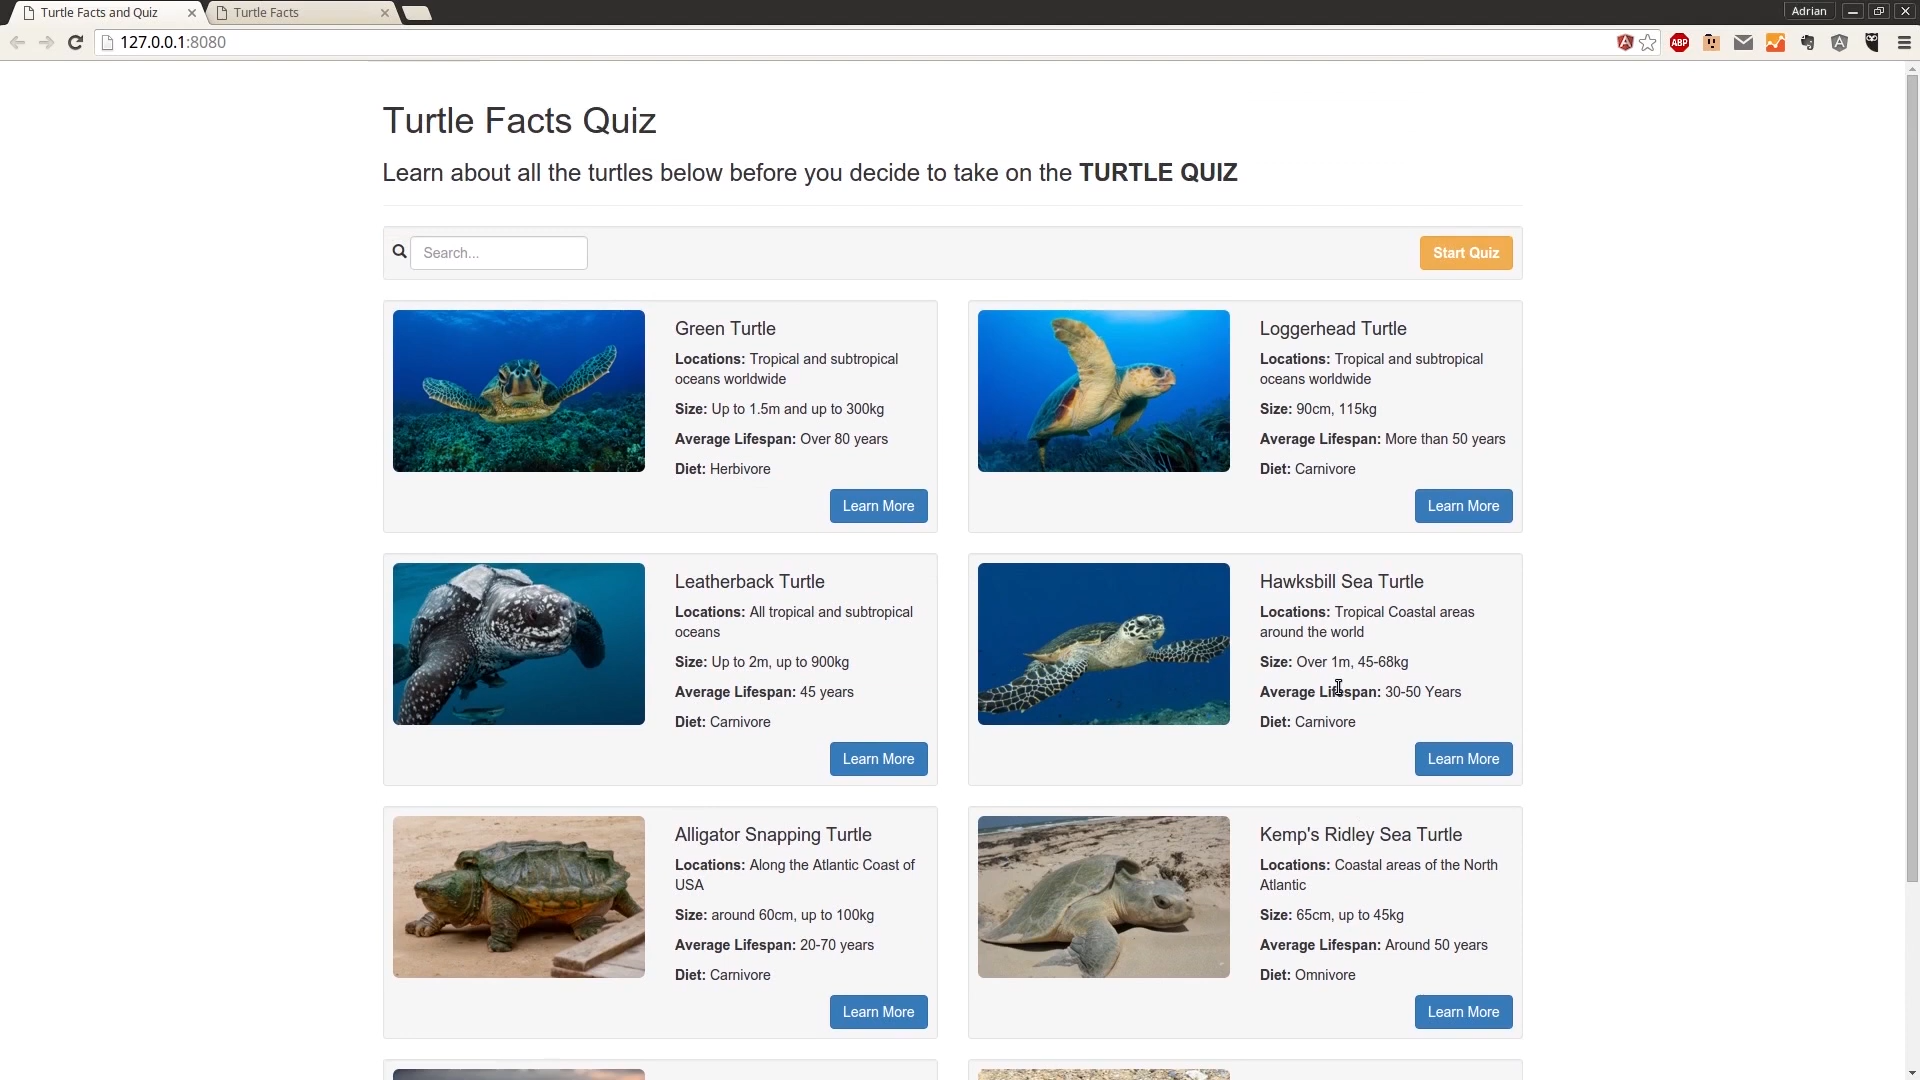 Turtle Facts and Quiz
Turtle Facts
Adrian
127.0.0.1:8080
ABP
Turtle Facts Quiz
Learn about all the turtles below before you decide to take on the TURTLE QUIZ
Search...
Start Quiz
Green Turtle
Locations: Tropical and subtropical
oceans worldwide
Size: Up to 1.5m and up to 300kg
Average Lifespan: Over 80 years
Diet: Herbivore
Learn More
Loggerhead Turtle
Locations: Tropical and subtropical
oceans worldwide
Size: 90cm, 115kg
Average Lifespan: More than 50 years
Diet: Carnivore
Learn More
Leatherback Turtle
Locations: All tropical and subtropical
oceans
Size: Up to 2m, up to 900kg
Average Lifespan: 45 years
Diet: Carnivore
Learn More
Hawksbill Sea Turtle
Locations: Tropical Coastal areas
around the world
Size: Over 1m, 45-68kg
Average Lifespan: 30-50 Years
Diet: Carnivore
Learn More
Alligator Snapping Turtle
Locations: Along the Atlantic Coast of
USA
Size: around 60cm, up to 100kg
Average Lifespan: 20-70 years
Diet: Carnivore
Learn More
Kemp's Ridley Sea Turtle
Locations: Coastal areas of the North
Atlantic
Size: 65cm, up to 45kg
Average Lifespan: Around 50 years
Diet: Omnivore
Learn More